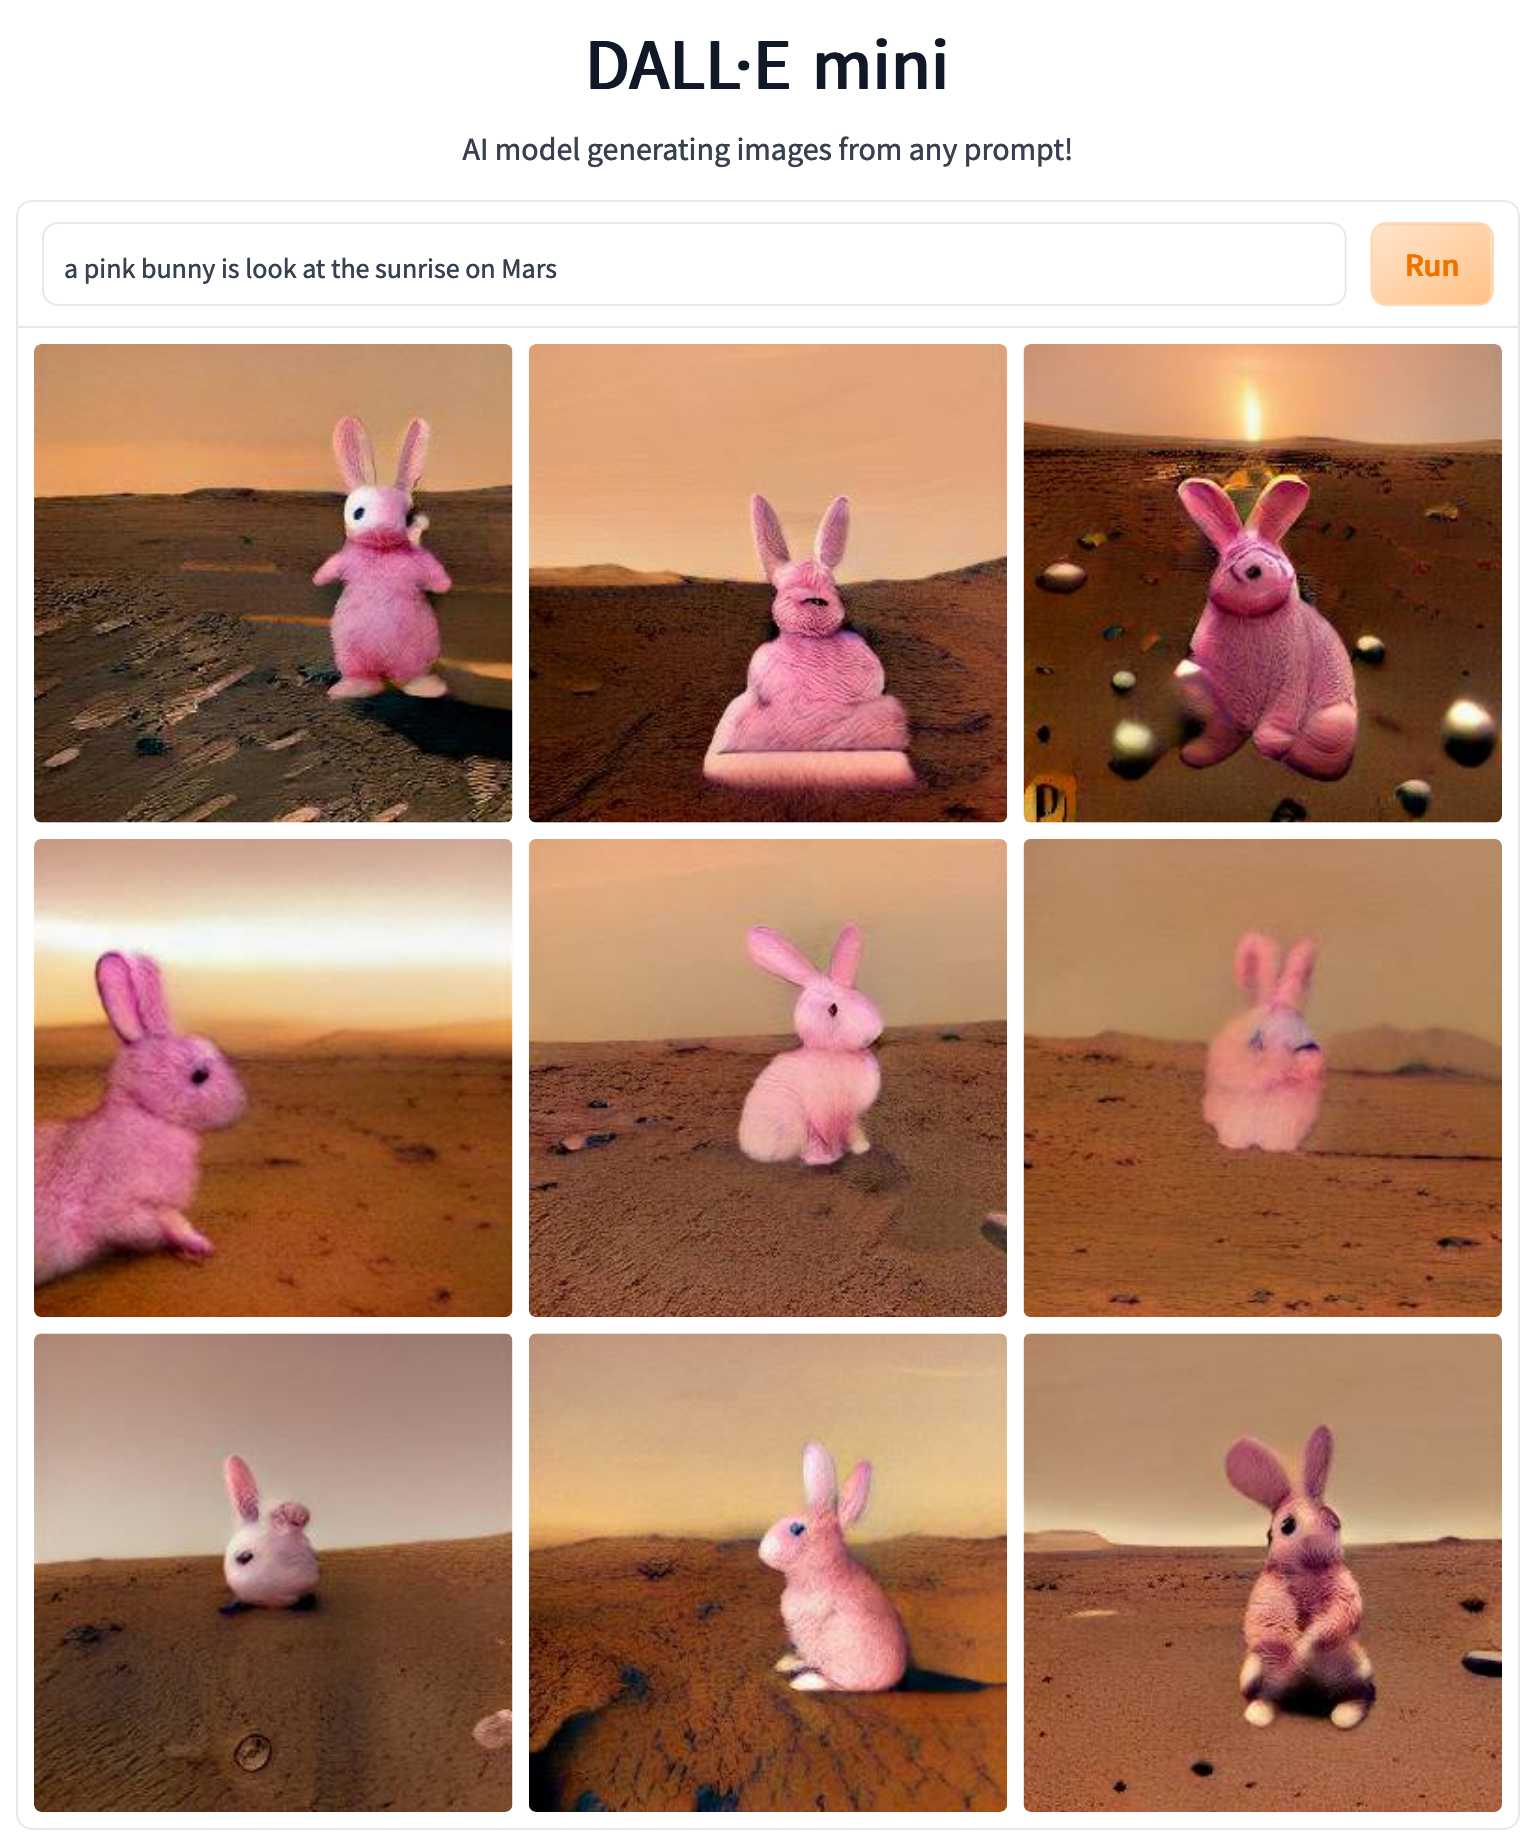 DALL·E mini
AI model generating images from any prompt!
a pink bunny is look at the sunrise on Mars
Run